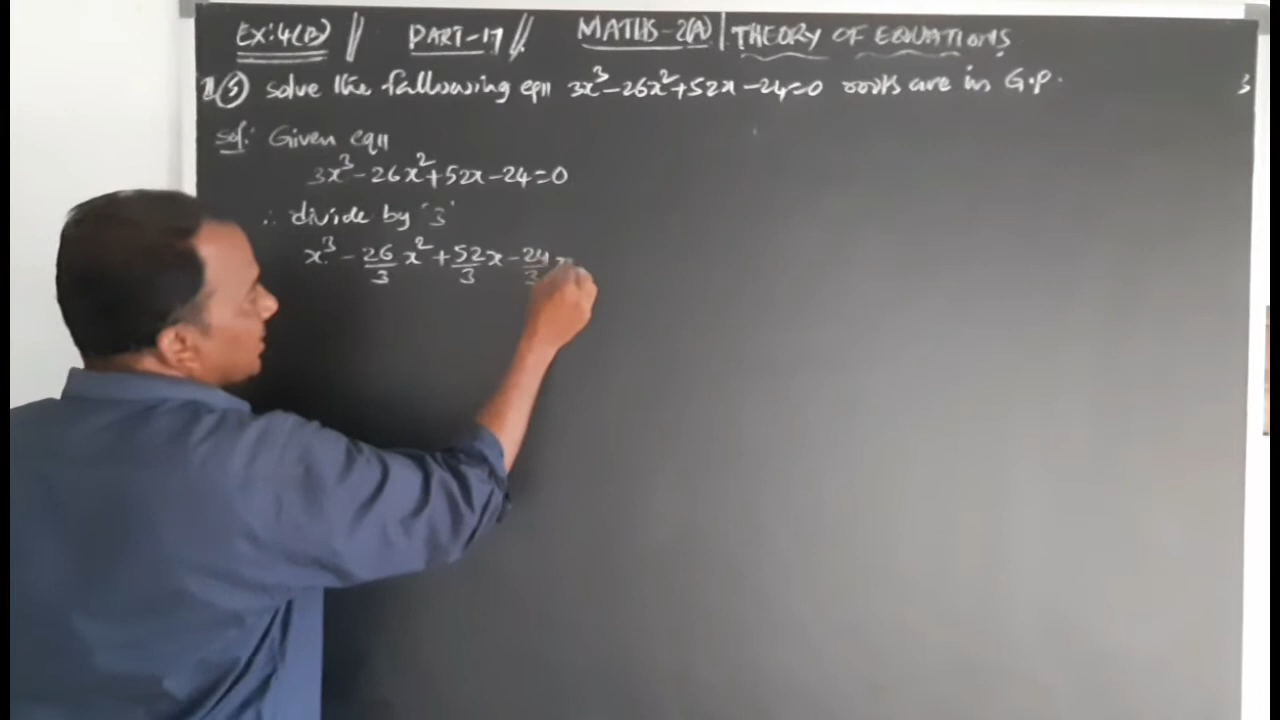 EX:4(B) // PART-17// MATHS-2(A) | THEORY OF EQUATIONS
II(5) solve the following eqn 3x³-26x²+52x-24=0 roots are in G.P. 3
Sol: Given eqn
3x³-26x²+52x-24=0
∴ divide by '3'
x³ - 26/3 x² + 52/3 x - 24/3 =